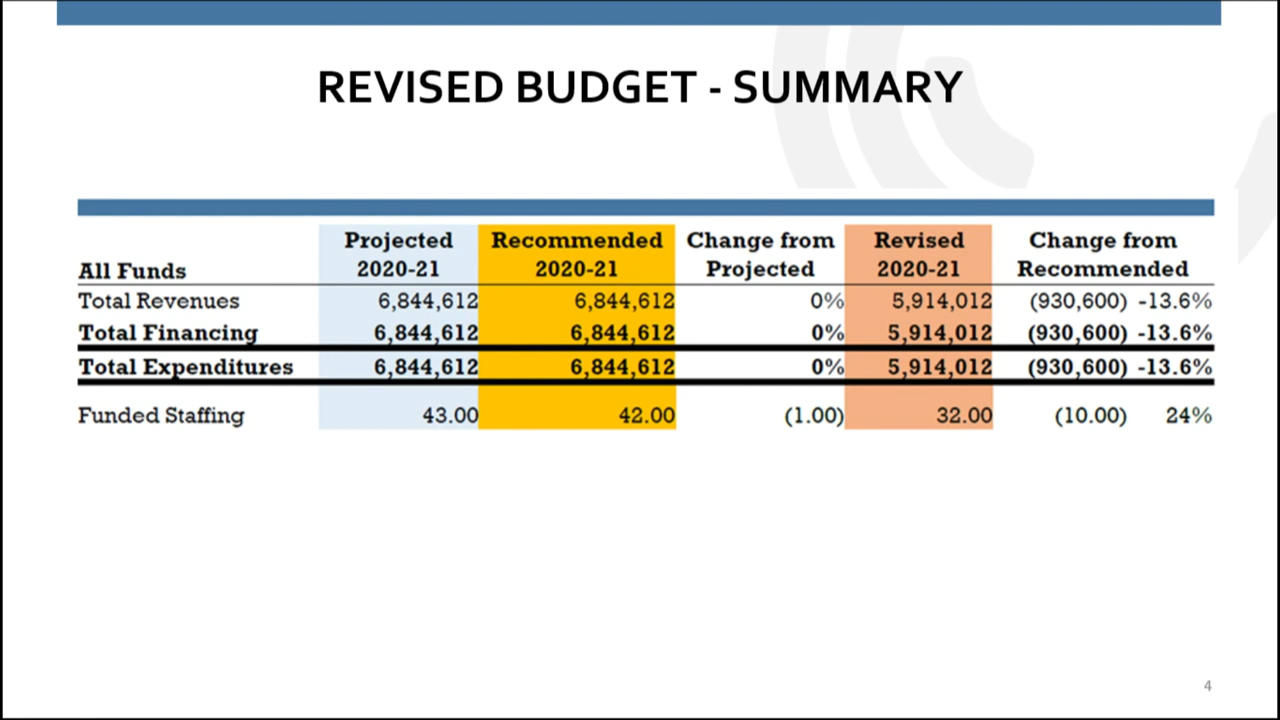 REVISED BUDGET - SUMMARY
Projected Recommended Change from Revised Change from
All Funds 2020-21 2020-21 Projected 2020-21 Recommended
Total Revenues 6,844,612 6,844,612 0% 5,914,012 (930,600) -13.6%
Total Financing 6,844,612 6,844,612 0% 5,914,012 (930,600) -13.6%
Total Expenditures 6,844,612 6,844,612 0% 5,914,012 (930,600) -13.6%
Funded Staffing 43.00 42.00 (1.00) 32.00 (10.00) 24%
4